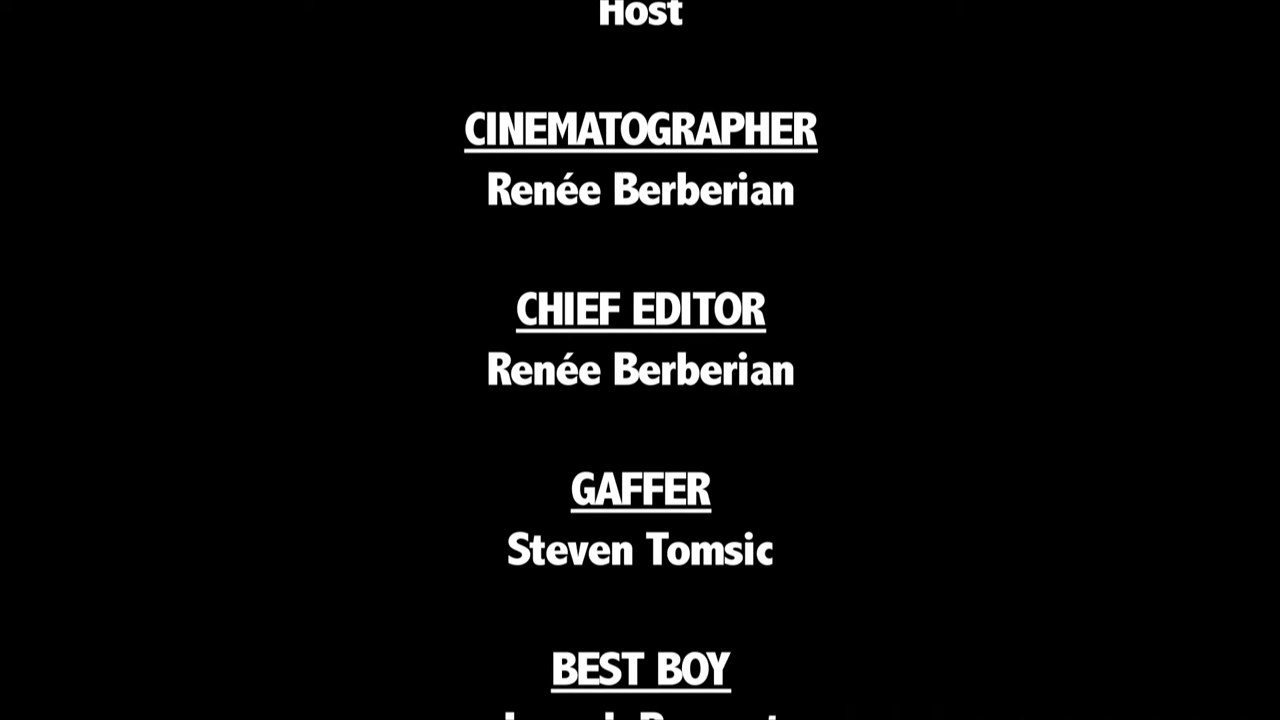 Host
CINEMATOGRAPHER
Renée Berberian
CHIEF EDITOR
Renée Berberian
GAFFER
Steven Tomsic
BEST BOY